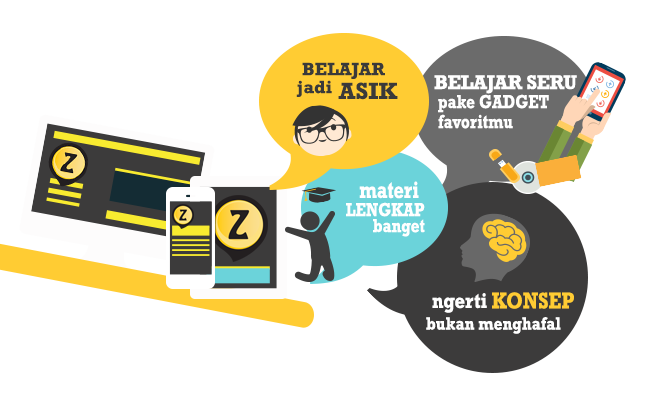 BELAJAR
jadi ASIK
BELAJAR SERU
pake GADGET
favoritmu
materi
LENGKAP
banget
ngerti KONSEP
bukan menghafal
Z
Z
Z